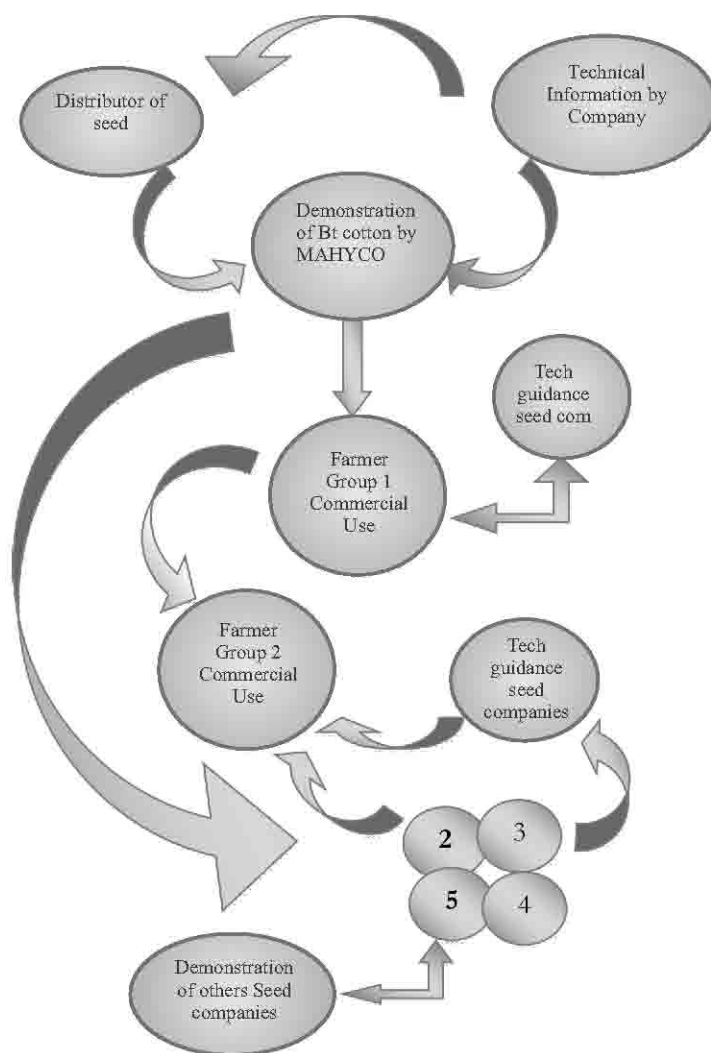 Distributor of
seed
Technical
Information by
Company
Demonstration
of Bt cotton by
MAHYCO
Tech
guidance
seed com
Farmer
Group 1
Commercial
Use
Farmer
Group 2
Commercial
Use
Tech
guidance
seed
companies
2
3
5
4
Demonstration
of others Seed
companies